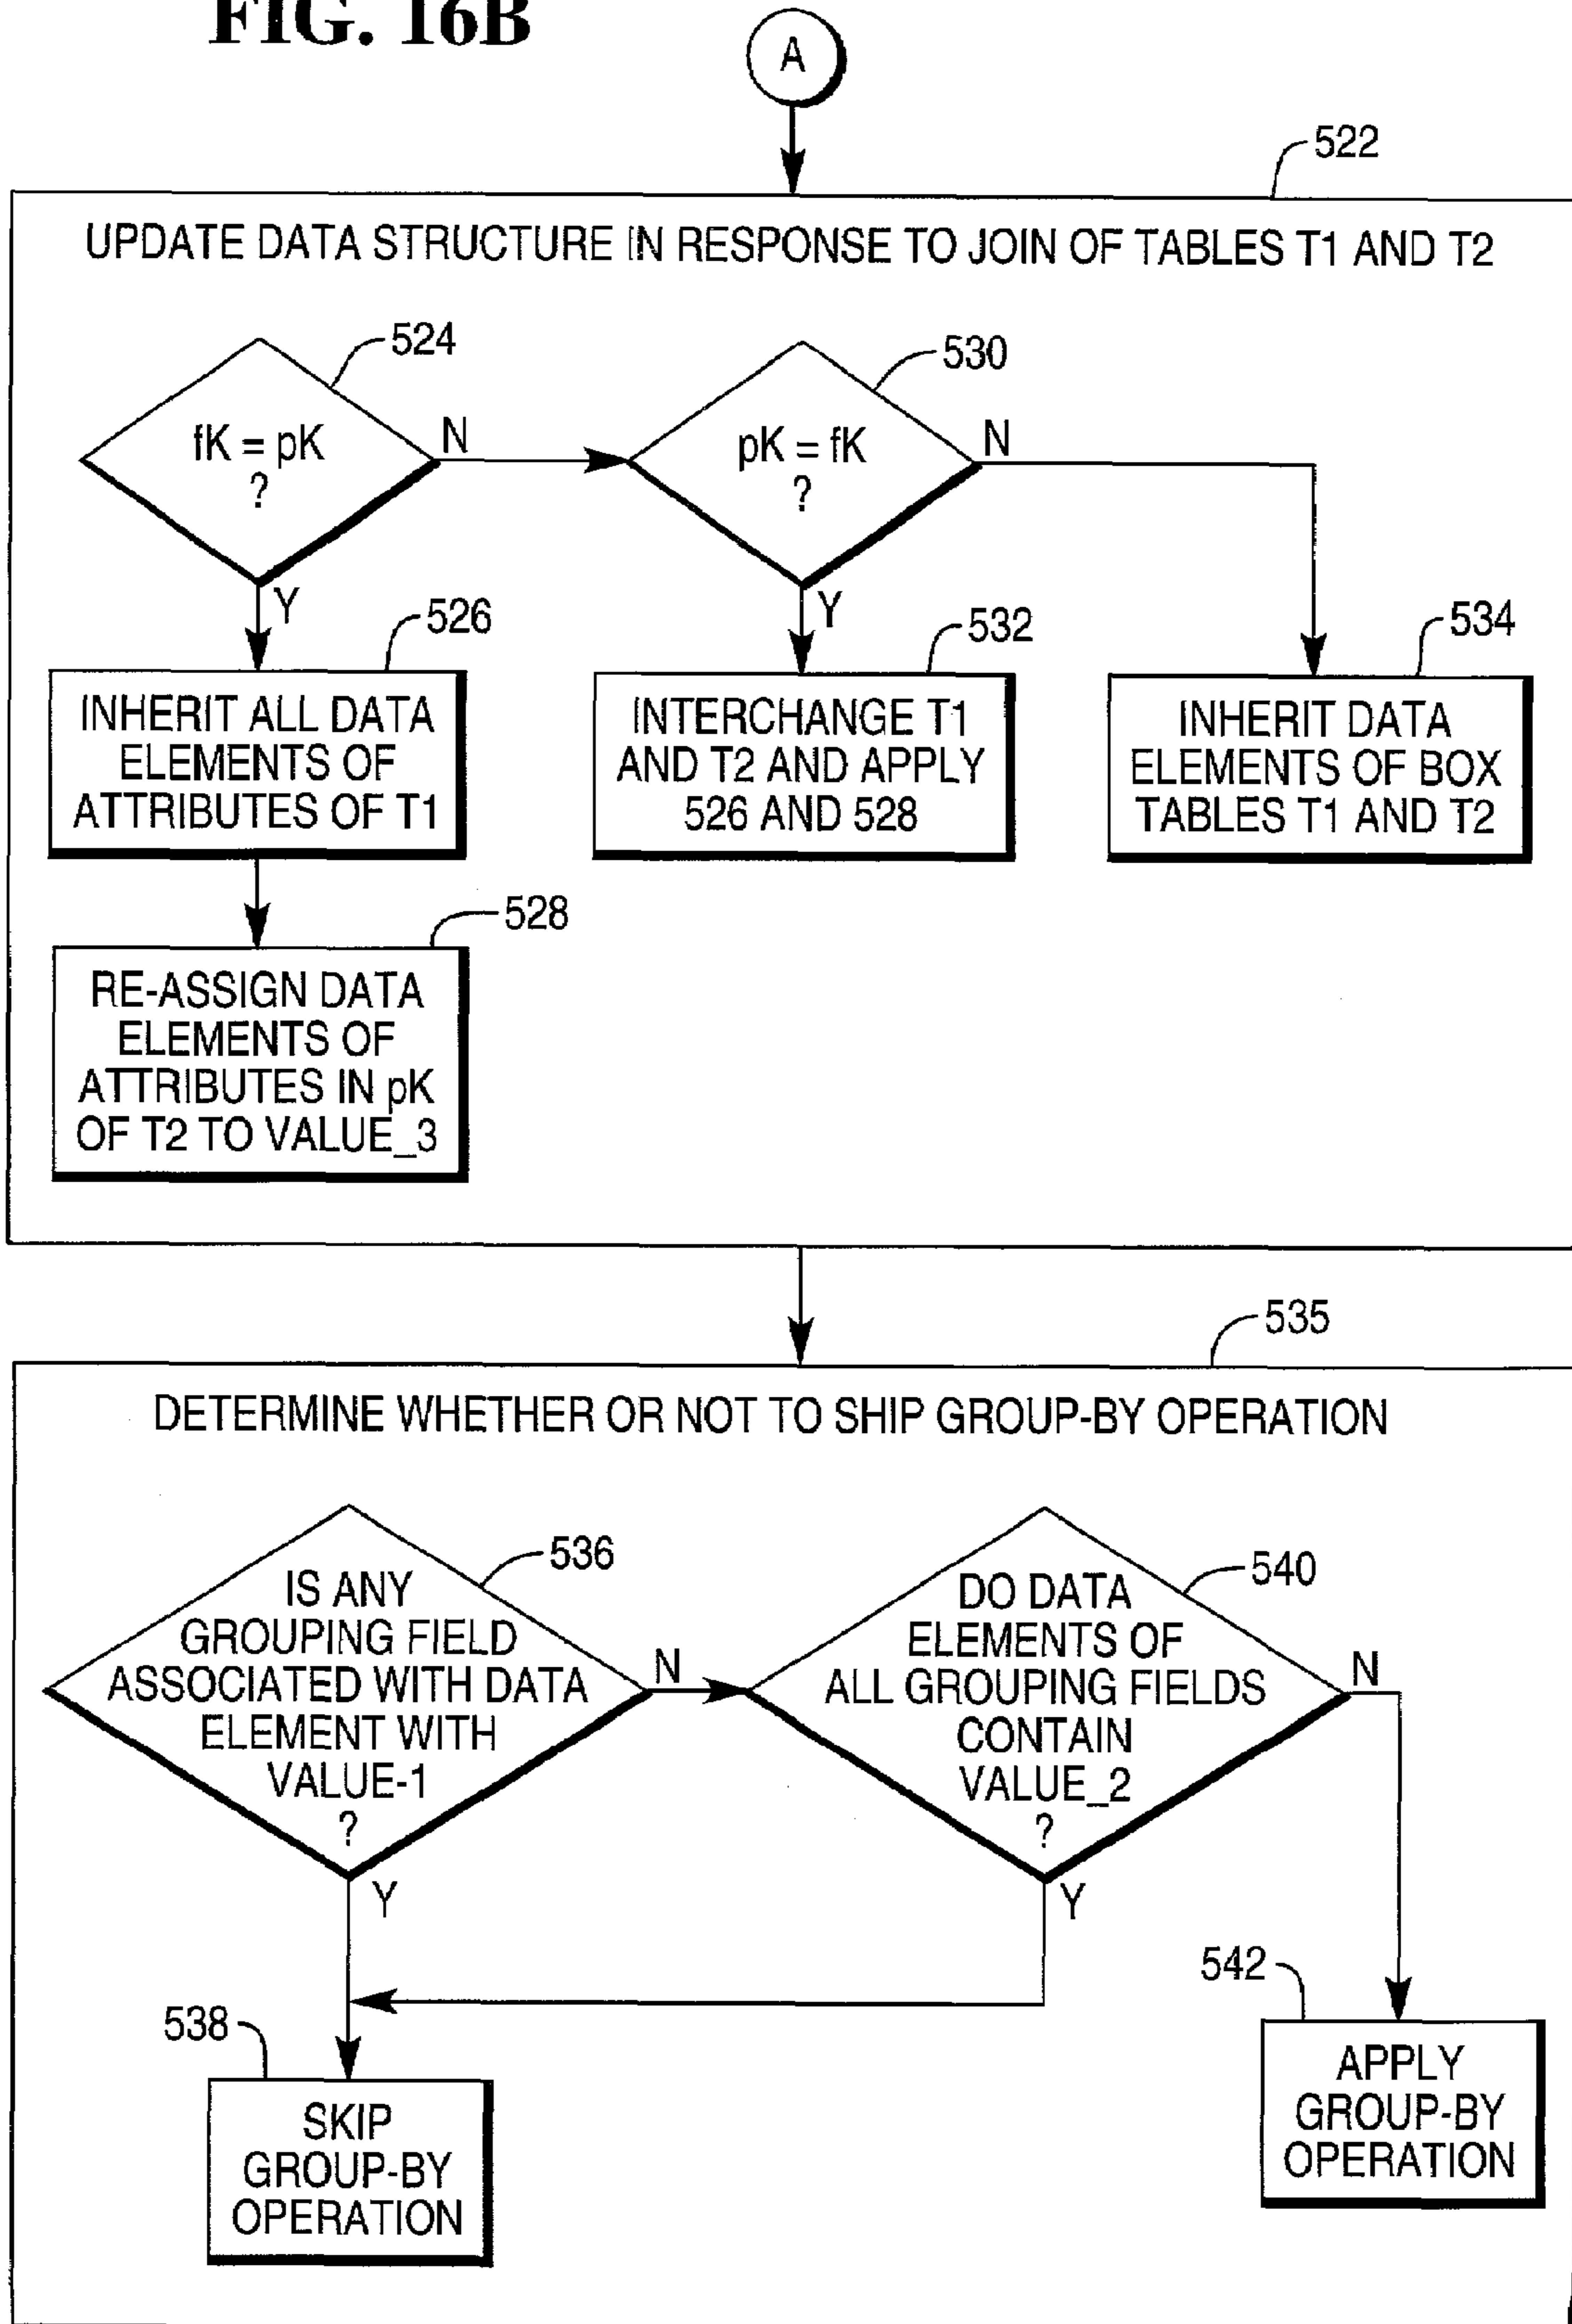 FIG. 16B
A
522
UPDATE DATA STRUCTURE IN RESPONSE TO JOIN OF TABLES T1 AND T2
524
530
fK = pK
?
N
pK = fK
?
N
Y
526
Y
532
534
INHERIT ALL DATA
ELEMENTS OF
ATTRIBUTES OF T1
INTERCHANGE T1
AND T2 AND APPLY
526 AND 528
INHERIT DATA
ELEMENTS OF BOX
TABLES T1 AND T2
528
RE-ASSIGN DATA
ELEMENTS OF
ATTRIBUTES IN pK
OF T2 TO VALUE_3
535
DETERMINE WHETHER OR NOT TO SHIP GROUP-BY OPERATION
536
IS ANY
GROUPING FIELD
ASSOCIATED WITH DATA
ELEMENT WITH
VALUE-1
?
N
540
DO DATA
ELEMENTS OF
ALL GROUPING FIELDS
CONTAIN
VALUE_2
?
N
Y
Y
538
542
SKIP
GROUP-BY
OPERATION
APPLY
GROUP-BY
OPERATION